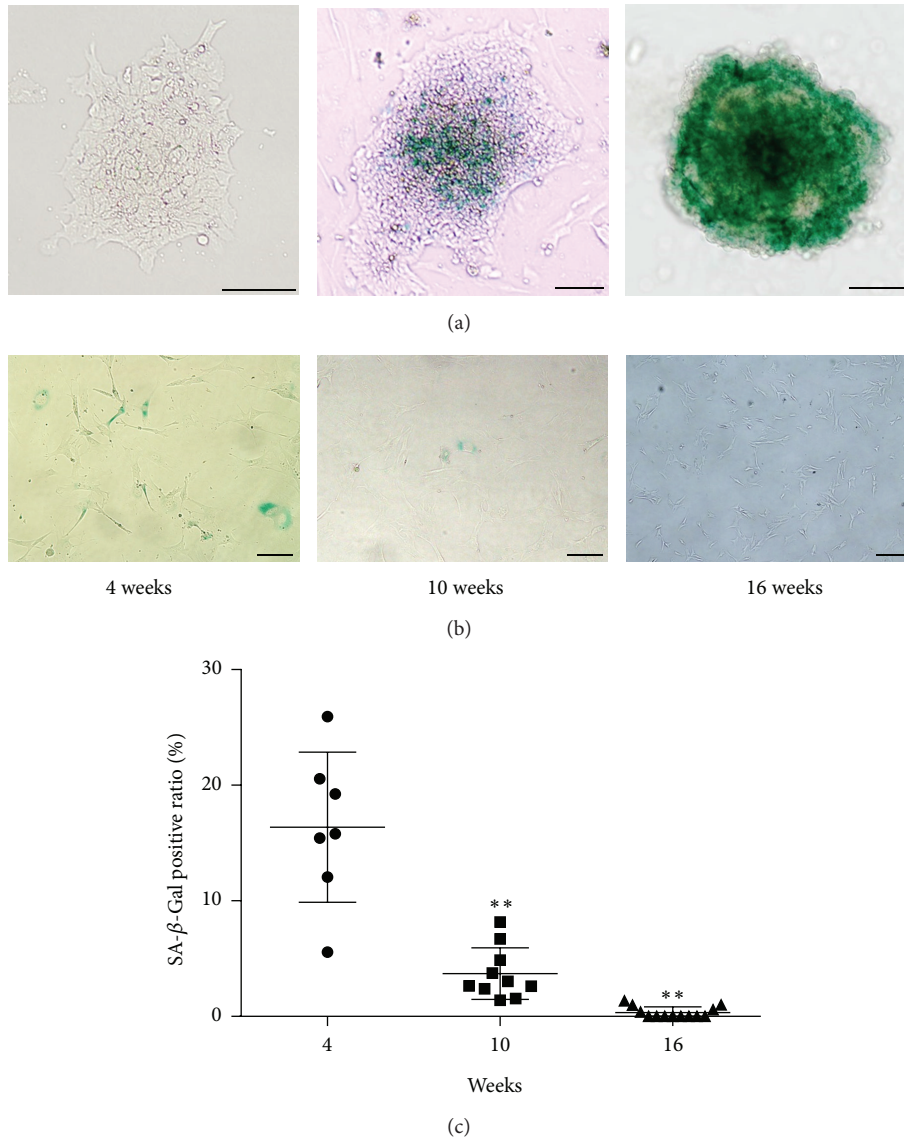 (a)
4 weeks
10 weeks
16 weeks
(b)
30
20
10
0
SA-β-Gal positive ratio (%)
**
**
4
10
16
Weeks
(c)